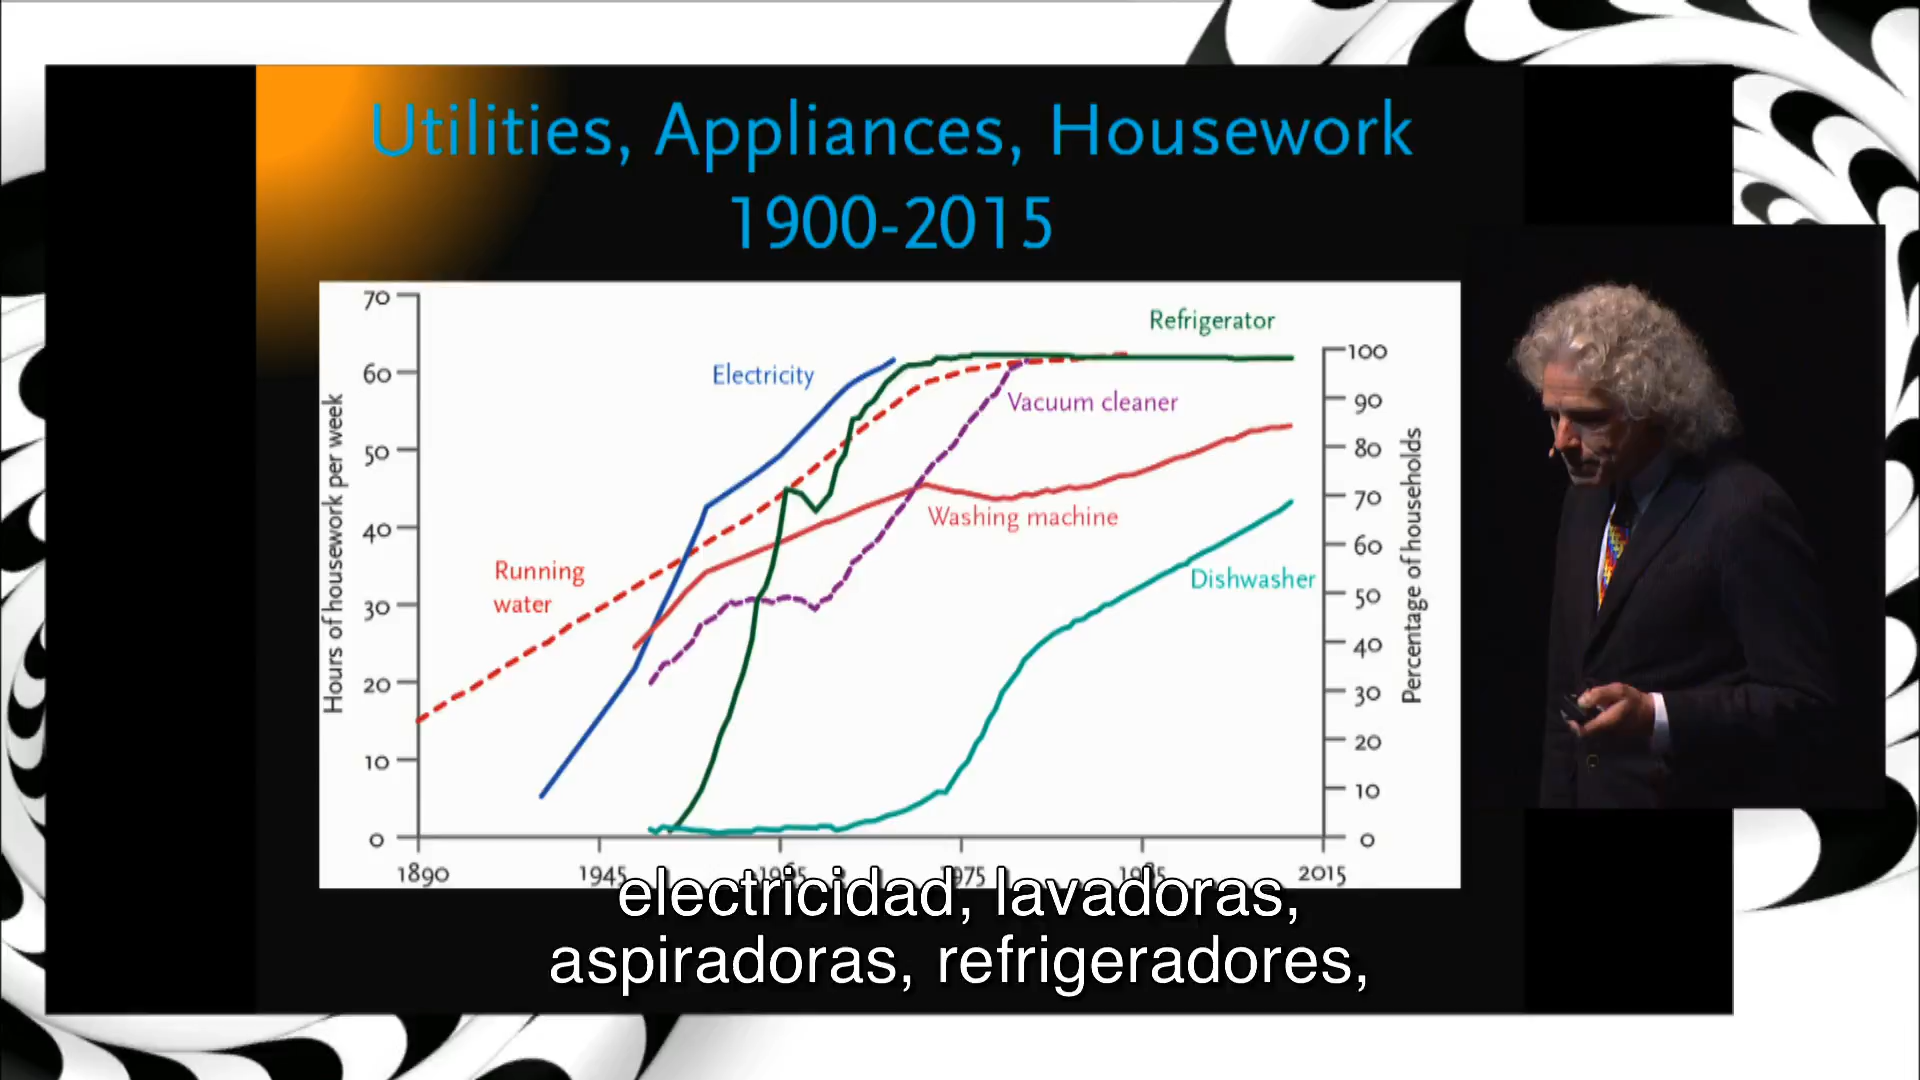 Utilities, Appliances, Housework
1900-2015
70
60
50
40
30
20
10
0
Hours of housework per week
Electricity
Refrigerator
Vacuum cleaner
Running
water
Washing machine
Dishwasher
100
90
80
70
60
50
40
30
20
10
0
Percentage of households
1890
1945
2015
electricidad, lavadoras,
aspiradoras, refrigeradores,